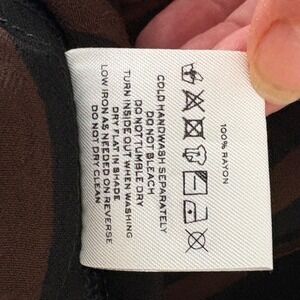 100% RAYON
COLD HANDWASH SEPARATELY
DO NOT BLEACH
DO NOT TUMBLE DRY
TURN INSIDE OUT WHEN WASHING
DRY FLAT IN SHADE
LOW IRON AS NEEDED ON REVERSE
DO NOT DRY CLEAN